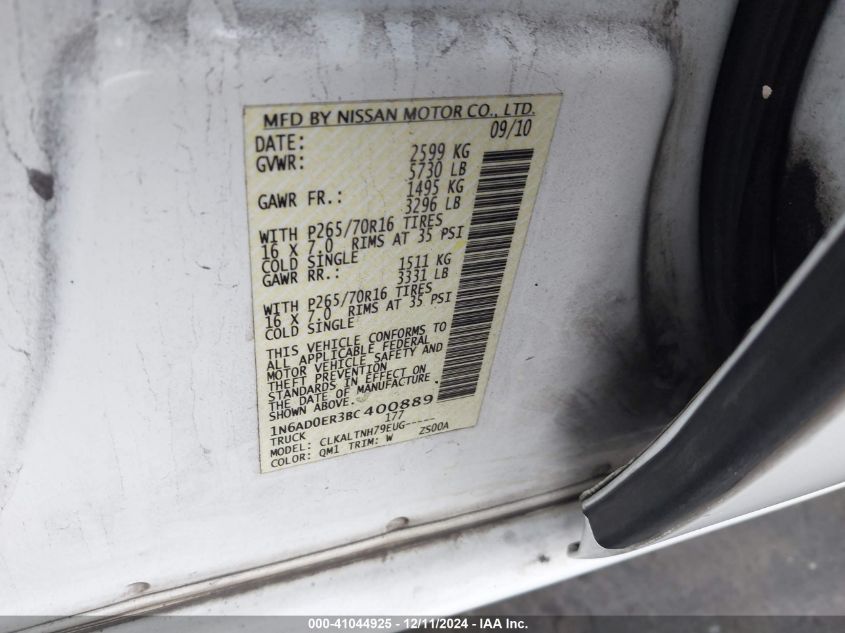 MFD BY NISSAN MOTOR CO., LTD.
DATE: 09/10
GVWR: 2599 KG
5730 LB
GAWR FR.: 1495 KG
3296 LB
WITH P265/70R16 TIRES
16 X 7.0 RIMS AT 35 PSI
COLD SINGLE
GAWR RR.: 1511 KG
3331 LB
WITH P265/70R16 TIRES
16 X 7.0 RIMS AT 35 PSI
COLD SINGLE
THIS VEHICLE CONFORMS TO
ALL APPLICABLE FEDERAL
MOTOR VEHICLE SAFETY AND
THEFT PREVENTION
STANDARDS IN EFFECT ON
THE DATE OF MANUFACTURE
SHOWN ABOVE.
1N6AD0ER3BC400889
TRUCK 177
MODEL: CLKALTNH79EUG-----
COLOR: QM1 TRIM: W ZS00A
000-41044925 - 12/11/2024 - IAA Inc.